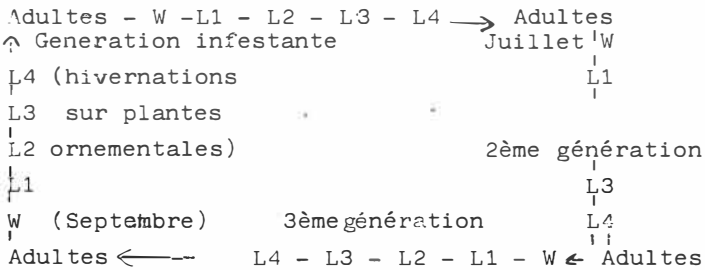 Adultes - W -L1 - L2 - L3 - L4 ⟶ Adultes
Generation infestante Juillet W
L4 (hivernations L1
L3 sur plantes
L2 ornementales) 2ème génération
L1 L3
W (Septembre) 3ème génération L4
Adultes ⟵-- L4 - L3 - L2 - L1 - W ← Adultes